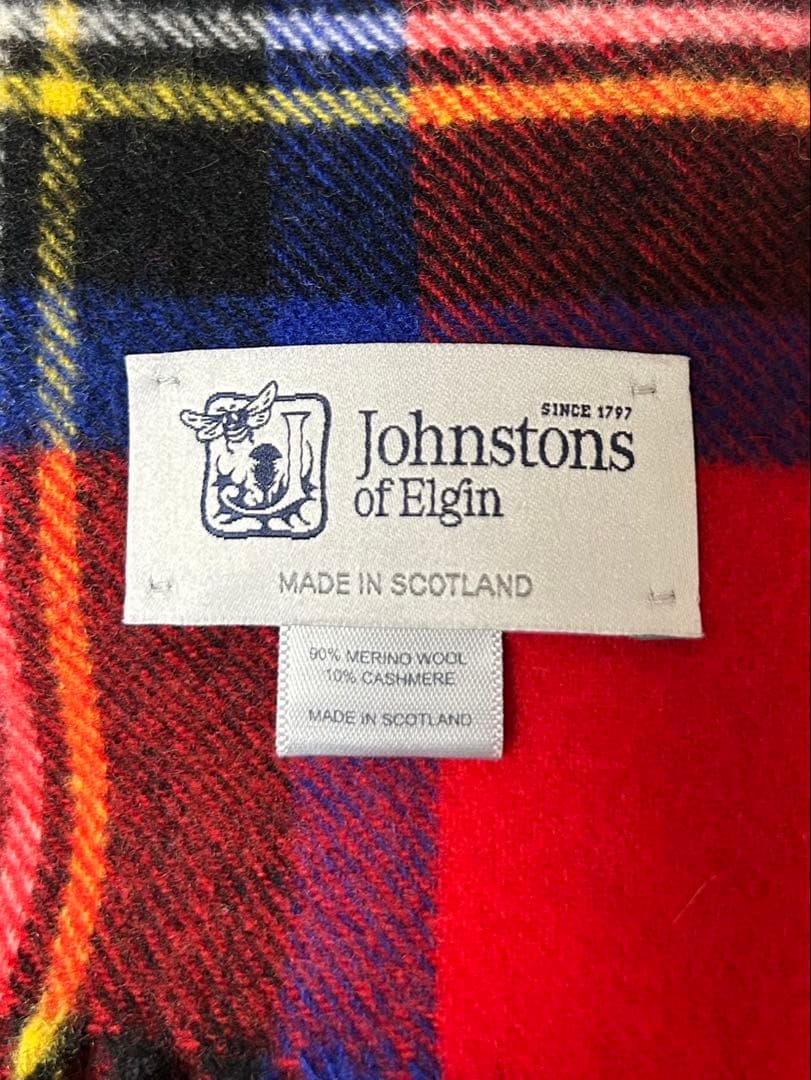 SINCE 1797
Johnstons
of Elgin
MADE IN SCOTLAND
90% MERINO WOOL
10% CASHMERE
MADE IN SCOTLAND